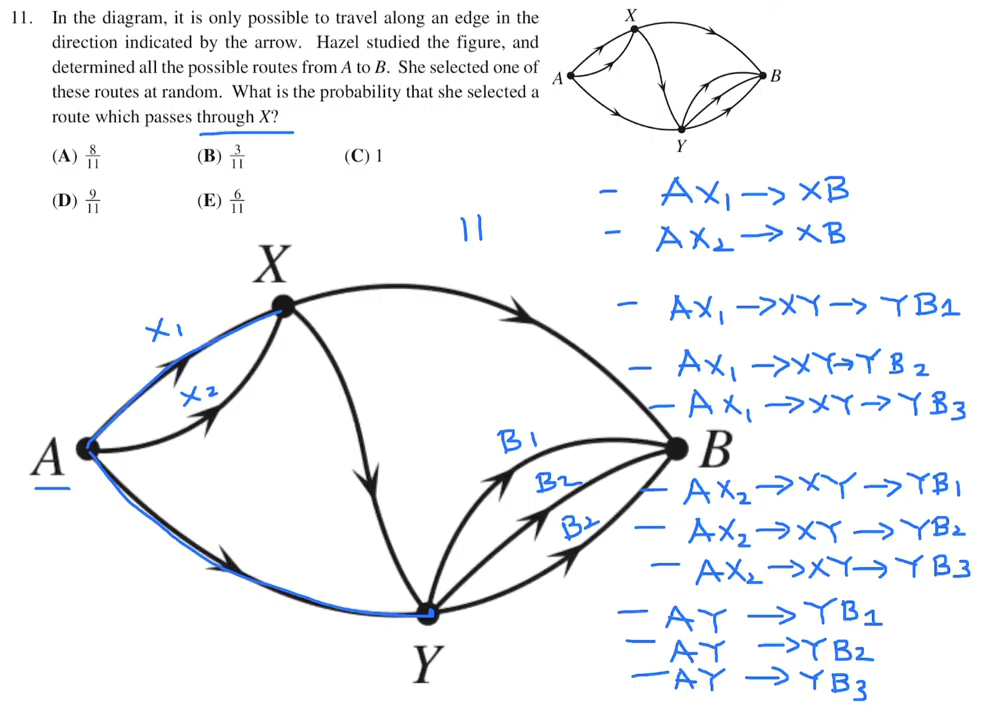 11. In the diagram, it is only possible to travel along an edge in the
direction indicated by the arrow. Hazel studied the figure, and
determined all the possible routes from A to B. She selected one of
these routes at random. What is the probability that she selected a
route which passes through X?
(A) 8/11 (B) 3/11 (C) 1
(D) 9/11 (E) 6/11
X
A
B
Y
11
- AX₁ → XB
- AX₂ → XB
- AX₁ → XY → YB1
- AX₁ → XY → YB2
- AX₁ → XY → YB3
- AX₂ → XY → YB1
- AX₂ → XY → YB2
- AX₂ → XY → YB3
- AY → YB1
- AY → YB2
- AY → YB3
X
X1
X2
A
B1
B
B2
B2
Y